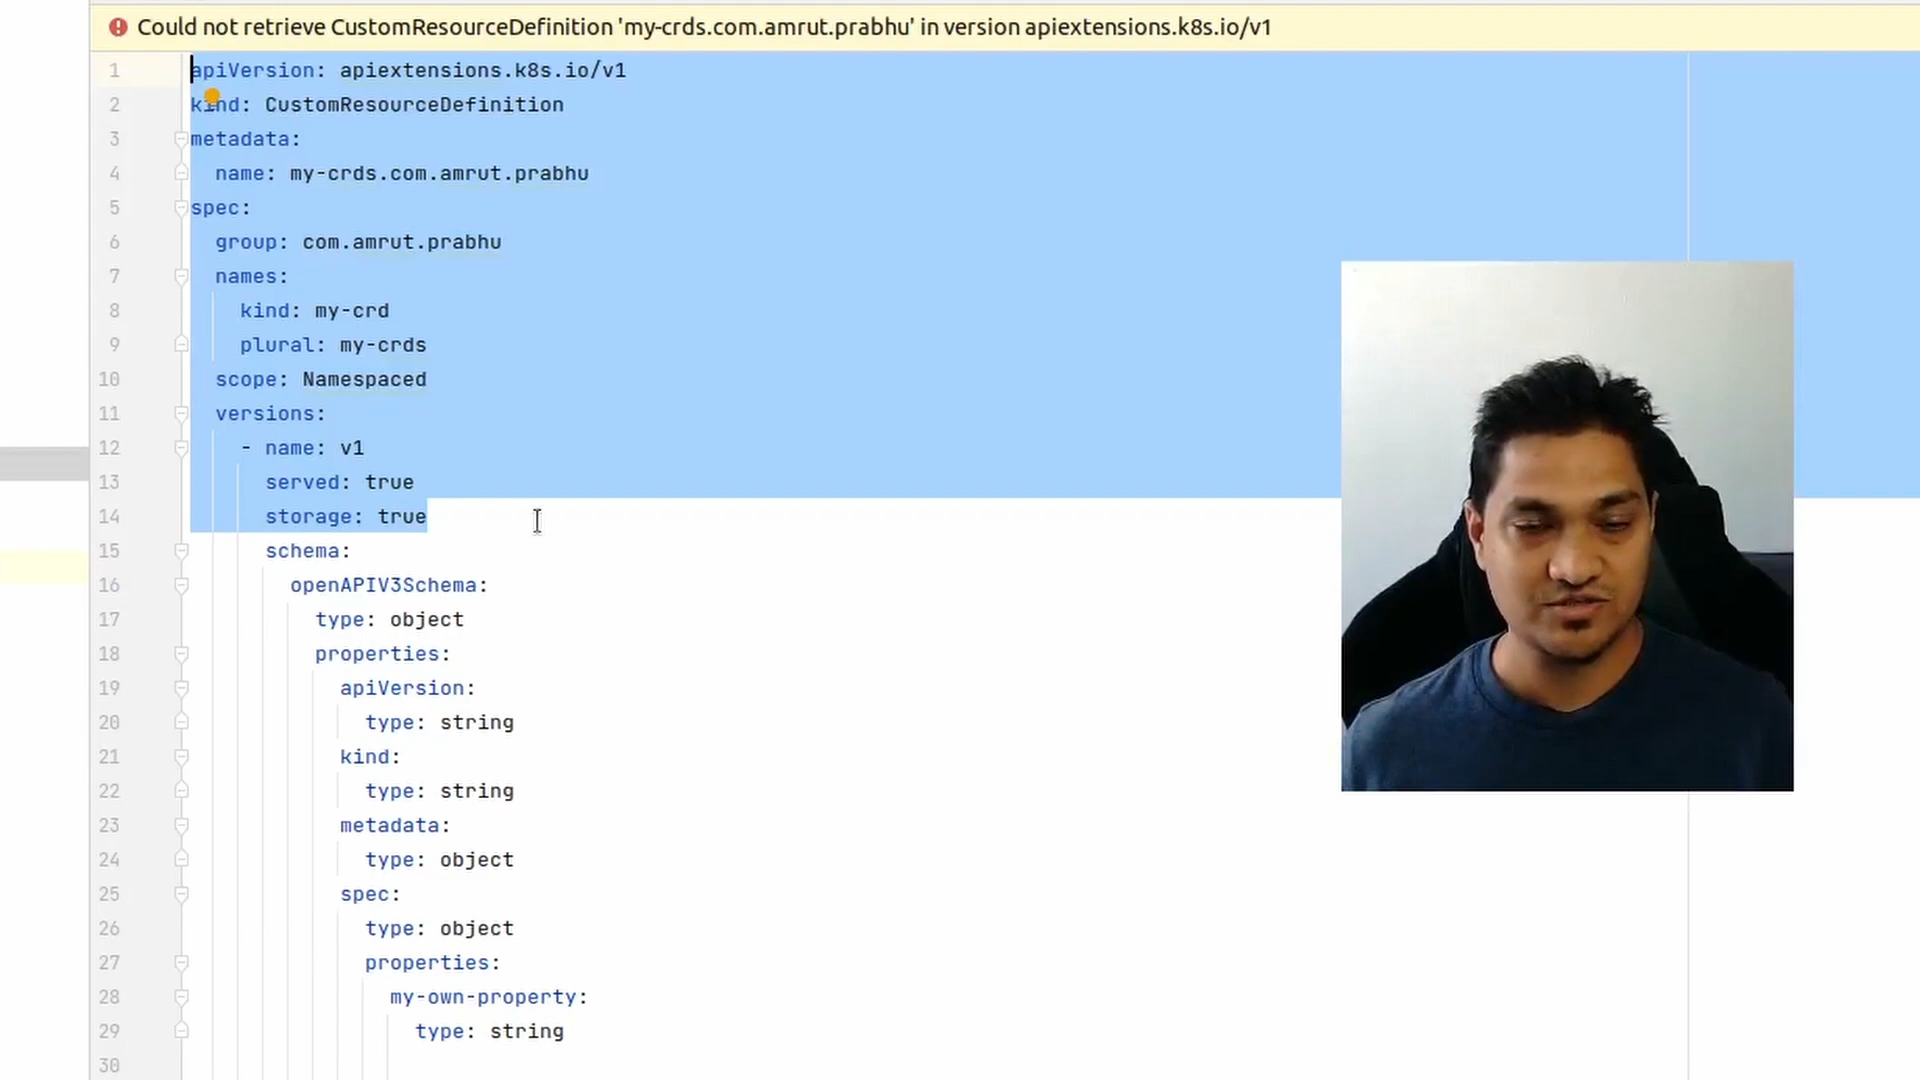 Could not retrieve CustomResourceDefinition 'my-crds.com.amrut.prabhu' in version apiextensions.k8s.io/v1
1 apiVersion: apiextensions.k8s.io/v1
2 kind: CustomResourceDefinition
3 metadata:
4   name: my-crds.com.amrut.prabhu
5 spec:
6   group: com.amrut.prabhu
7   names:
8     kind: my-crd
9     plural: my-crds
10   scope: Namespaced
11   versions:
12     - name: v1
13       served: true
14       storage: true
15       schema:
16         openAPIV3Schema:
17           type: object
18           properties:
19             apiVersion:
20               type: string
21             kind:
22               type: string
23             metadata:
24               type: object
25             spec:
26               type: object
27               properties:
28                 my-own-property:
29                   type: string
30